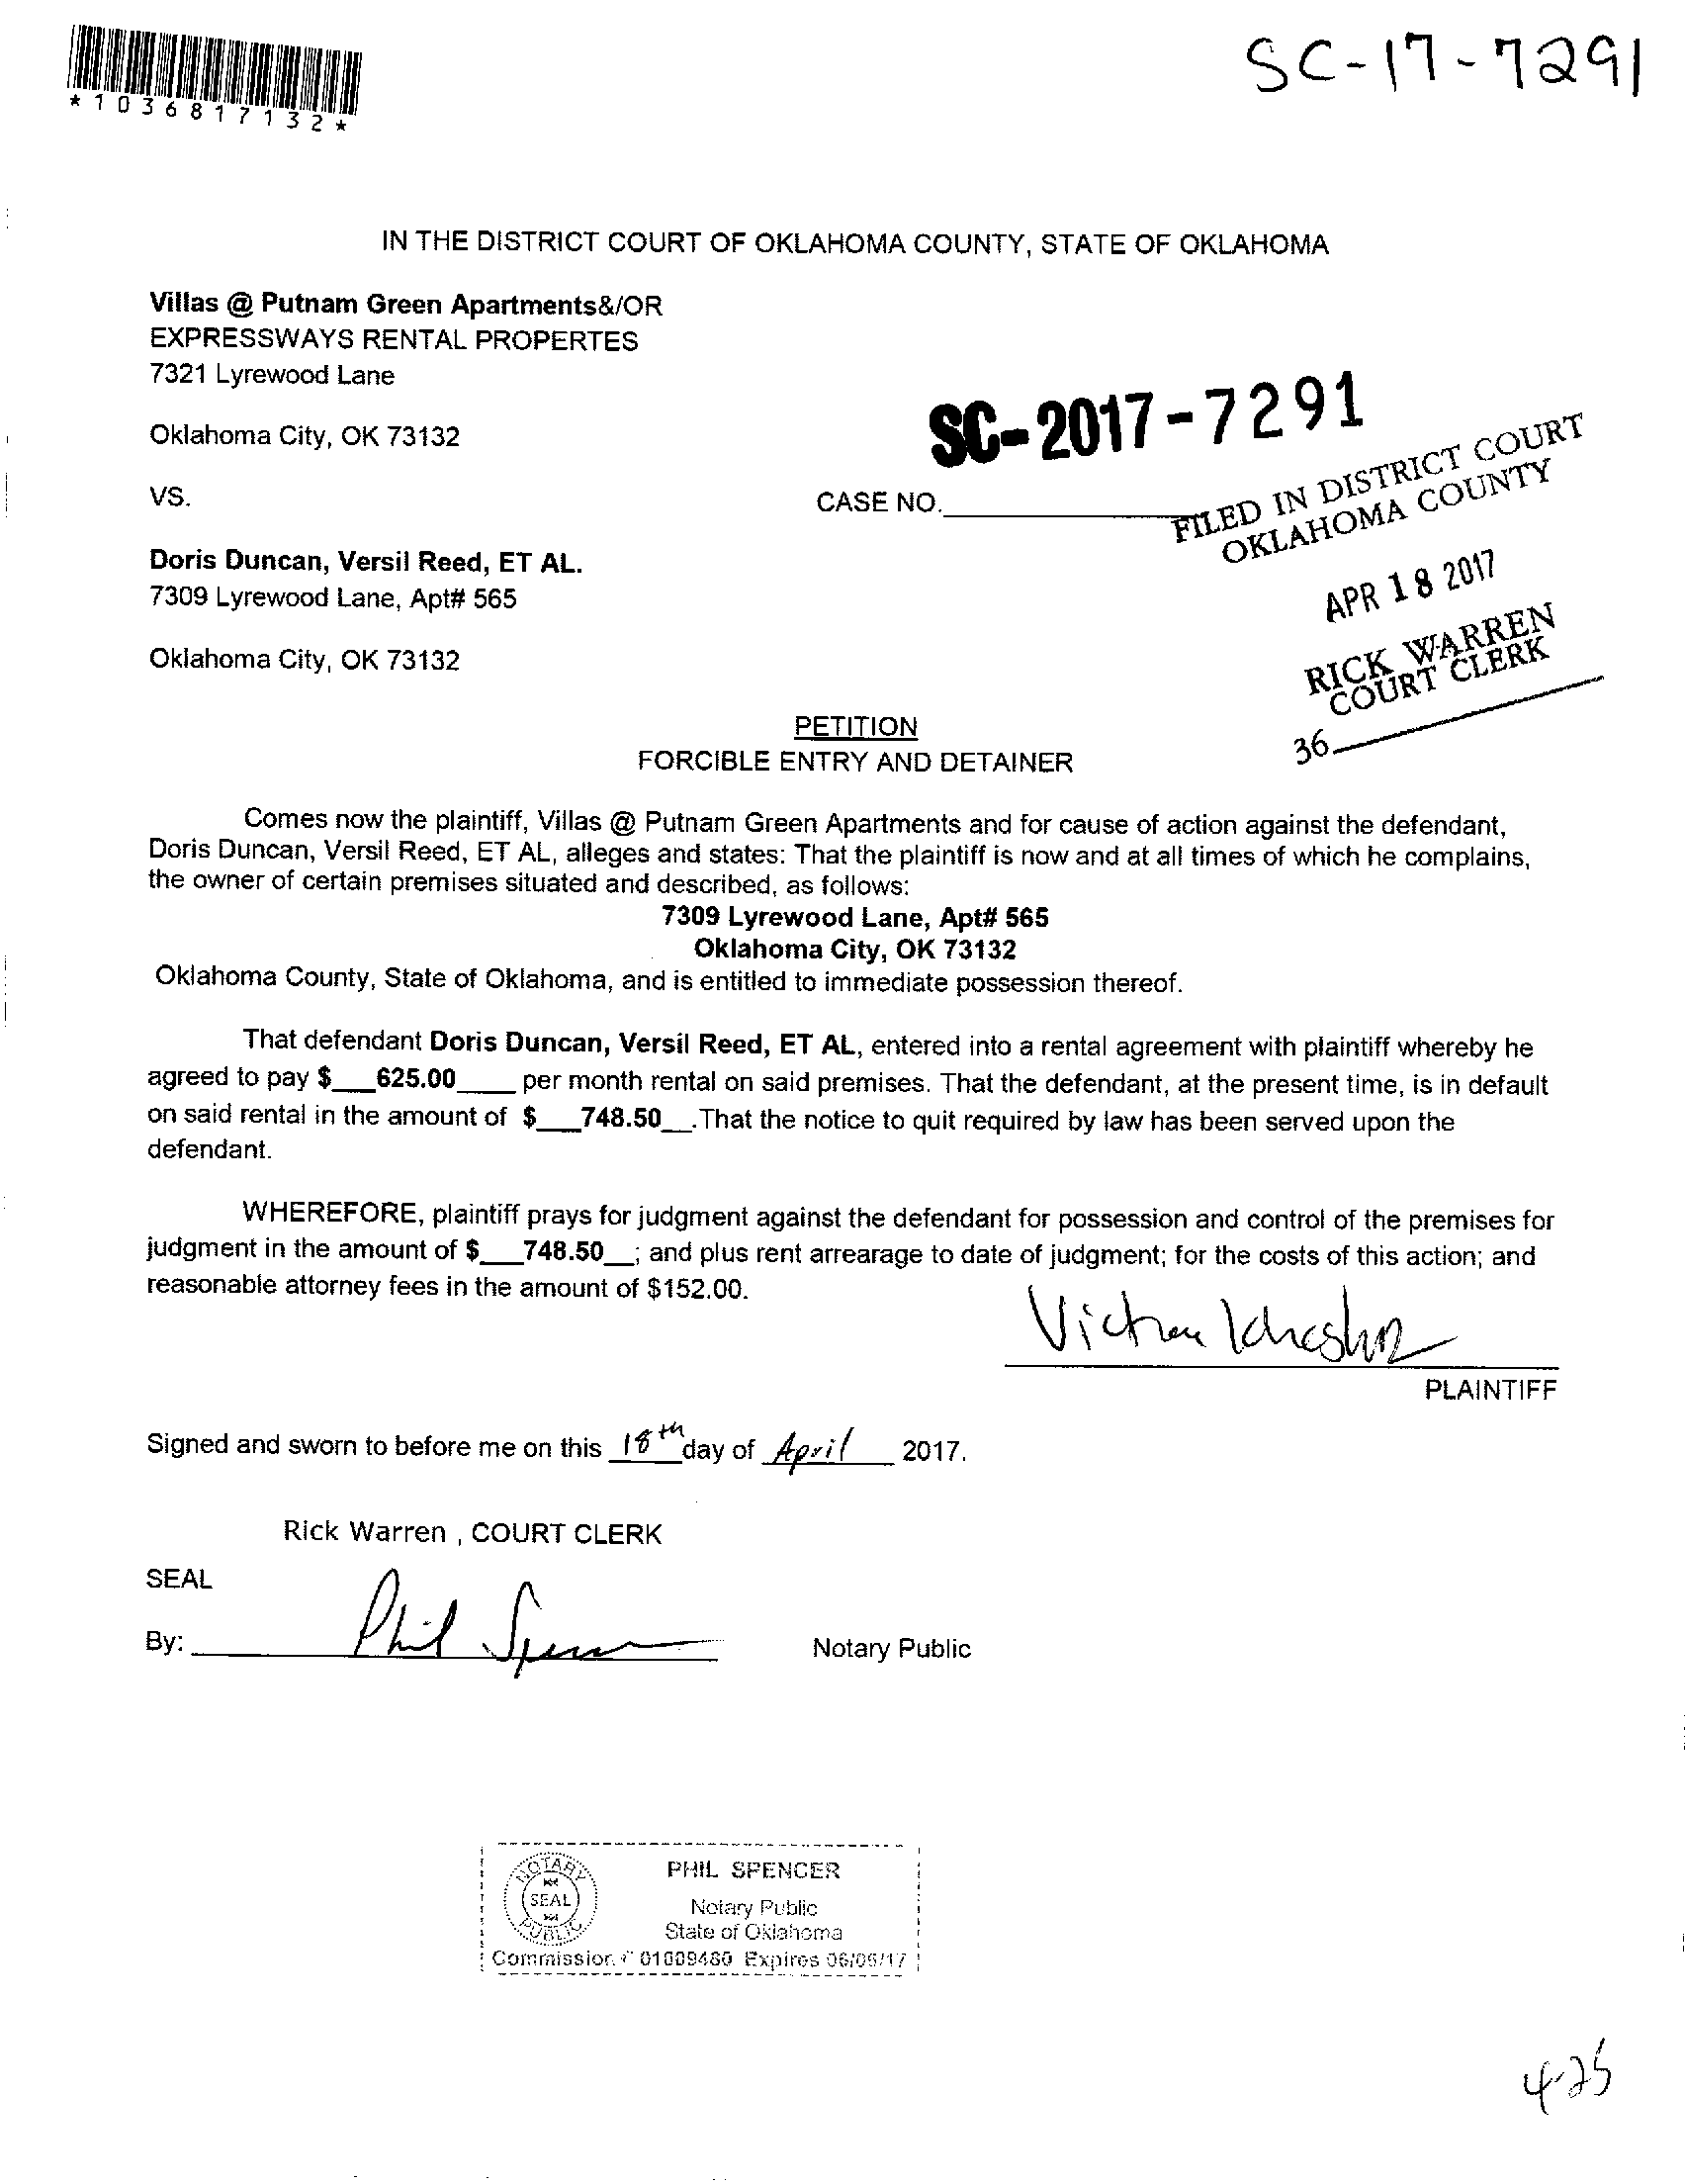 SC-17-7291
*1036817132*
IN THE DISTRICT COURT OF OKLAHOMA COUNTY, STATE OF OKLAHOMA
Villas @ Putnam Green Apartments&/OR
EXPRESSWAYS RENTAL PROPERTES
7321 Lyrewood Lane
Oklahoma City, OK 73132
SC-2017-7291
VS.
CASE NO.
FILED IN DISTRICT COURT
OKLAHOMA COUNTY
Doris Duncan, Versil Reed, ET AL.
7309 Lyrewood Lane, Apt# 565
APR 18 2017
Oklahoma City, OK 73132
RICK WARREN
COURT CLERK
36
PETITION
FORCIBLE ENTRY AND DETAINER
Comes now the plaintiff, Villas @ Putnam Green Apartments and for cause of action against the defendant,
Doris Duncan, Versil Reed, ET AL, alleges and states: That the plaintiff is now and at all times of which he complains,
the owner of certain premises situated and described, as follows:
7309 Lyrewood Lane, Apt# 565
Oklahoma City, OK 73132
Oklahoma County, State of Oklahoma, and is entitled to immediate possession thereof.
That defendant Doris Duncan, Versil Reed, ET AL, entered into a rental agreement with plaintiff whereby he
agreed to pay $___625.00____ per month rental on said premises. That the defendant, at the present time, is in default
on said rental in the amount of $___748.50__.That the notice to quit required by law has been served upon the
defendant.
WHEREFORE, plaintiff prays for judgment against the defendant for possession and control of the premises for
judgment in the amount of $___748.50__; and plus rent arrearage to date of judgment; for the costs of this action; and
reasonable attorney fees in the amount of $152.00.
PLAINTIFF
Signed and sworn to before me on this 18th day of April 2017.
Rick Warren , COURT CLERK
SEAL
By: Phil Spencer
Notary Public
NOTARY
SEAL
PUBLIC
PHIL SPENCER
Notary Public
State of Oklahoma
Commission # 01009480 Expires 06/06/17
4-25